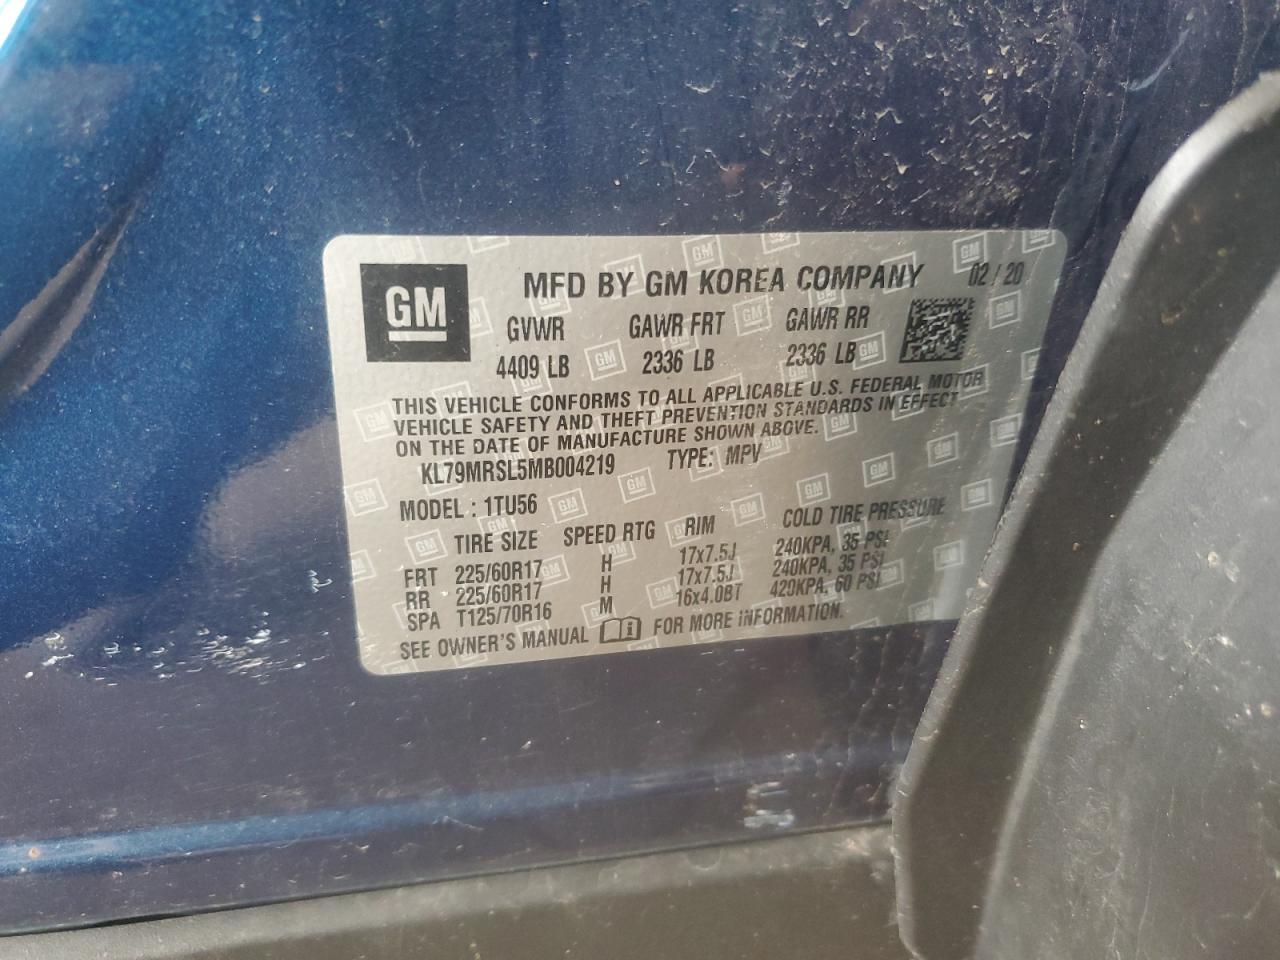 GM
MFD BY GM KOREA COMPANY 02 / 20
GVWR GAWR FRT GAWR RR
4409 LB 2336 LB 2336 LB
THIS VEHICLE CONFORMS TO ALL APPLICABLE U.S. FEDERAL MOTOR
VEHICLE SAFETY AND THEFT PREVENTION STANDARDS IN EFFECT
ON THE DATE OF MANUFACTURE SHOWN ABOVE.
KL79MRSL5MB004219 TYPE: MPV
MODEL : 1TU56
TIRE SIZE SPEED RTG RIM COLD TIRE PRESSURE
FRT 225/60R17 H 17x7.5J 240KPA, 35 PSI
RR 225/60R17 H 17x7.5J 240KPA, 35 PSI
SPA T125/70R16 M 16x4.0BT 420KPA, 60 PSI
SEE OWNER'S MANUAL i FOR MORE INFORMATION.